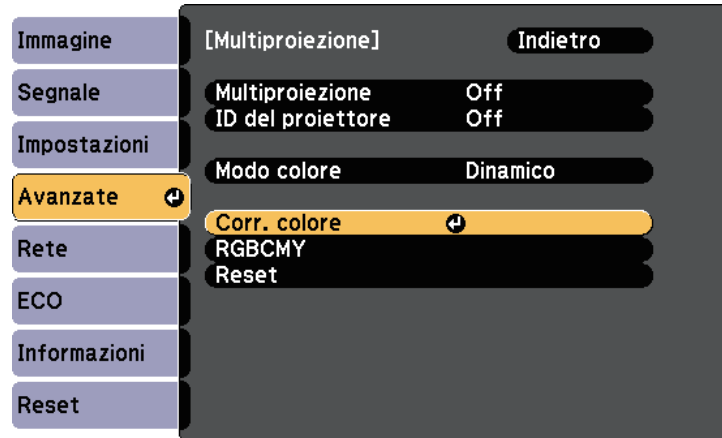 Immagine
Segnale
Impostazioni
Avanzate
Rete
ECO
Informazioni
Reset
[Multiproiezione] Indietro
Multiproiezione Off
ID del proiettore Off
Modo colore Dinamico
Corr. colore
RGBCMY
Reset